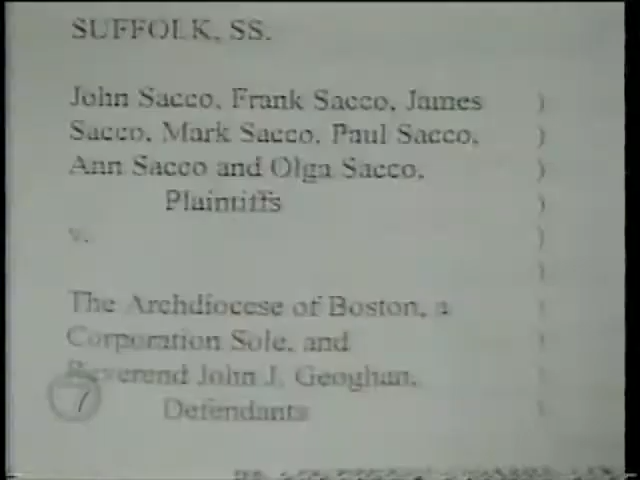 SUFFOLK, SS.
John Sacco, Frank Sacco, James )
Sacco, Mark Sacco, Paul Sacco, )
Ann Sacco and Olga Sacco, )
Plaintiffs )
v. )
)
The Archdiocese of Boston, a )
Corporation Sole, and )
Reverend John J. Geoghan, )
7 Defendants )